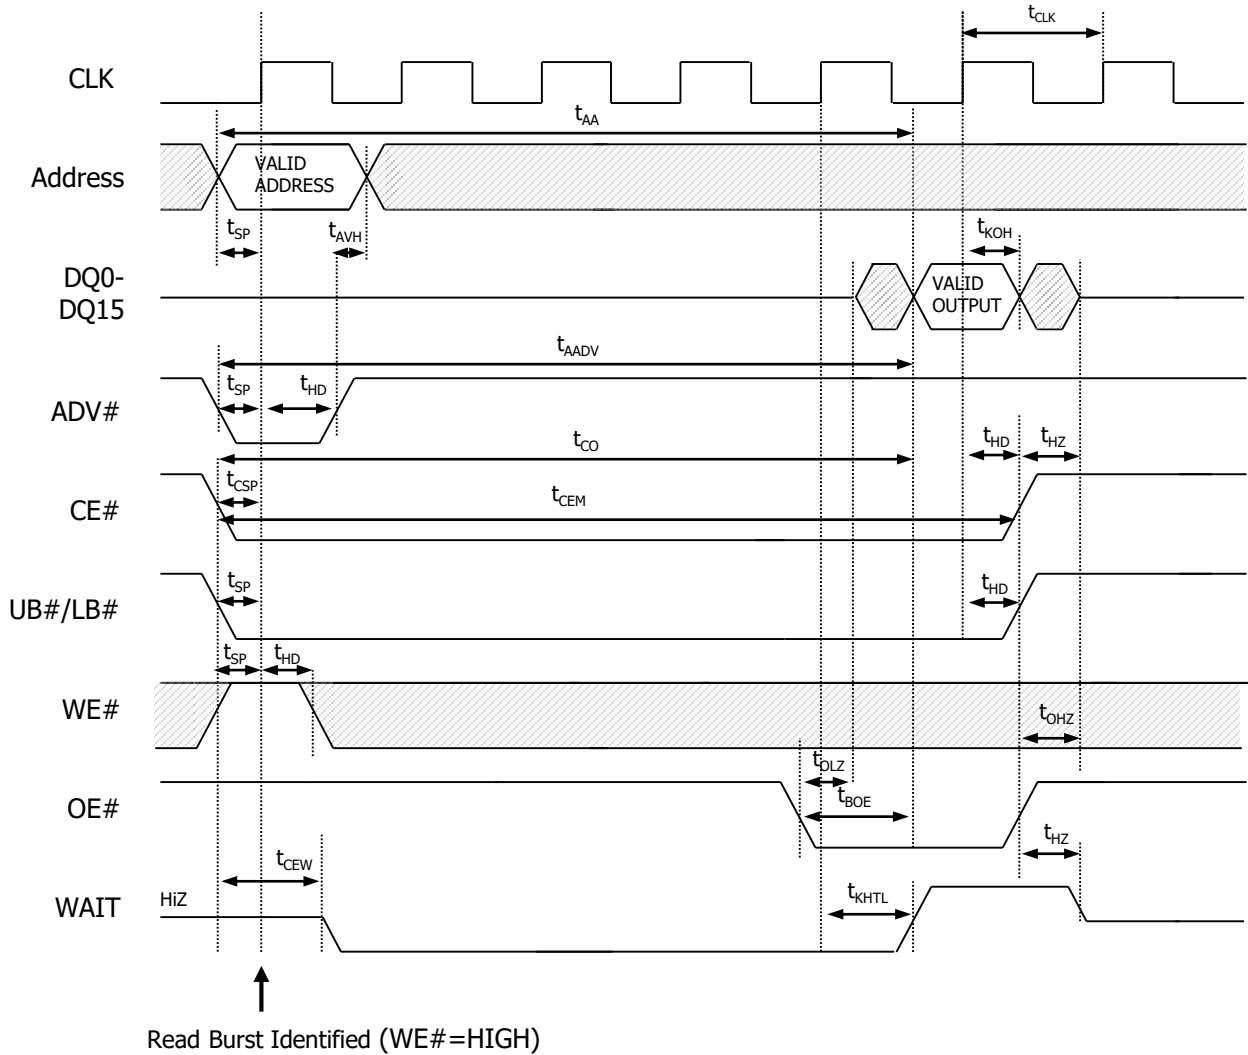 tCLK
CLK
tAA
Address
VALID
ADDRESS
tSP
tAVH
tKOH
DQ0-
DQ15
VALID
OUTPUT
tAADV
tSP
tHD
ADV#
tCO
tHD
tHZ
tCSP
tCEM
CE#
tSP
tHD
UB#/LB#
tSP
tHD
WE#
tOHZ
tOLZ
OE#
tBOE
tHZ
tCEW
HiZ
WAIT
tKHTL
Read Burst Identified (WE#=HIGH)